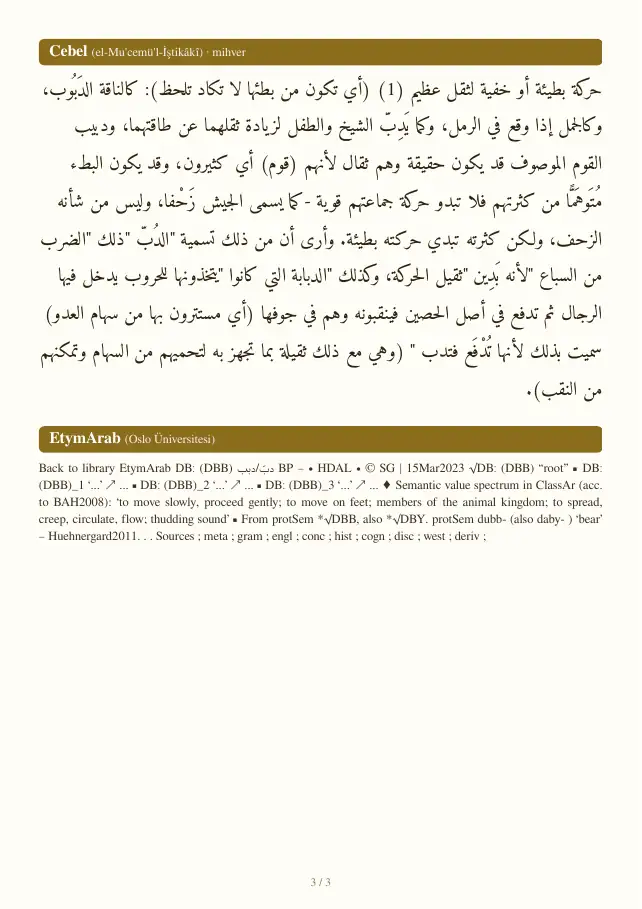 Cebel (el-Mu'cemü'l-İştikâkî) · mihver
حركة بطيئة أو خفية لثقل عظيم (1) (أي تكون من بطئها لا تكاد تلحظ): كالناقة الدَبُوب،
وكالجمل إذا وقع في الرمل، وكما يَدِبّ الشيخ والطفل لزيادة ثقلهما عن طاقتهما، ودبيب
القوم الموصوف قد يكون حقيقة وهم ثقال لأنهم (قوم) أي كثيرون، وقد يكون البطء
مُتَوهَمًّا من كثرتهم فلا تبدو حركة جماعتهم قوية -كما يسمى الجيش زَحْفا، وليس من شأنه
الزحف، ولكن كثرته تبدي حركته بطيئة. وأرى أن من ذلك تسمية "الدُبّ "ذلك "الضرب
من السباع "لأنه بَدِين "ثقيل الحركة، وكذلك "الدبابة التي كانوا "يتخذونها للحروب يدخل فيها
الرجال ثم تدفع في أصل الحصين فينقبونه وهم في جوفها (أي مستترون بها من سهام العدو)
سميت بذلك لأنها تُدْفَع فتدب " (وهي مع ذلك ثقيلة بما تجهز به لتحميهم من السهام وتمكنهم
من النقب).
EtymArab (Oslo Üniversitesi)
Back to library EtymArab DB: (DBB) دبّ/دبب BP – • HDAL • © SG | 15Mar2023 √DB: (DBB) “root” ▪ DB:
(DBB)_1 ‘...’ ↗ ... ▪ DB: (DBB)_2 ‘...’ ↗ ... ▪ DB: (DBB)_3 ‘...’ ↗ ... ♦ Semantic value spectrum in ClassAr (acc.
to BAH2008): ‘to move slowly, proceed gently; to move on feet; members of the animal kingdom; to spread,
creep, circulate, flow; thudding sound’ ▪ From protSem *√DBB, also *√DBY. protSem dubb- (also daby- ) ‘bear’
– Huehnergard2011. . . Sources ; meta ; gram ; engl ; conc ; hist ; cogn ; disc ; west ; deriv ;
3 / 3